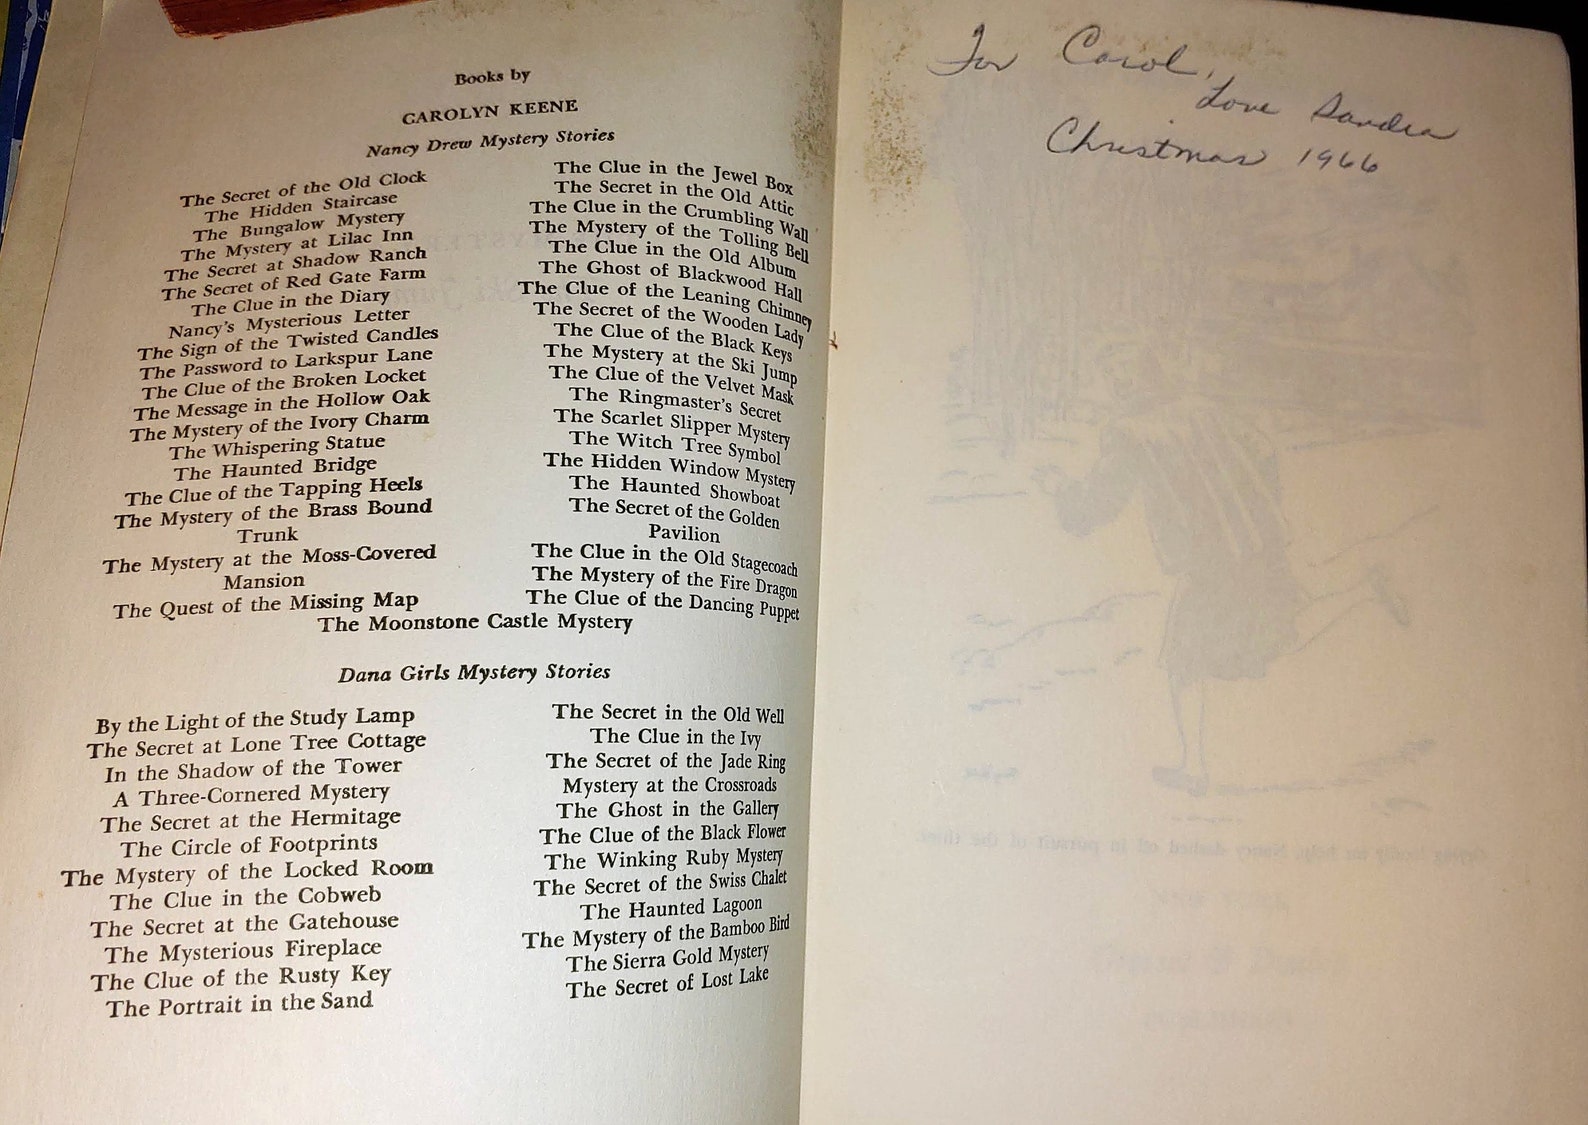 Books by
CAROLYN KEENE
Nancy Drew Mystery Stories
The Secret of the Old Clock
The Hidden Staircase
The Bungalow Mystery
The Mystery at Lilac Inn
The Secret at Shadow Ranch
The Secret of Red Gate Farm
The Clue in the Diary
Nancy's Mysterious Letter
The Sign of the Twisted Candles
The Password to Larkspur Lane
The Clue of the Broken Locket
The Message in the Hollow Oak
The Mystery of the Ivory Charm
The Whispering Statue
The Haunted Bridge
The Clue of the Tapping Heels
The Mystery of the Brass Bound
Trunk
The Mystery at the Moss-Covered
Mansion
The Quest of the Missing Map
The Clue in the Jewel Box
The Secret in the Old Attic
The Clue in the Crumbling Wall
The Mystery of the Tolling Bell
The Clue in the Old Album
The Ghost of Blackwood Hall
The Clue of the Leaning Chimney
The Secret of the Wooden Lady
The Clue of the Black Keys
The Mystery at the Ski Jump
The Clue of the Velvet Mask
The Ringmaster's Secret
The Scarlet Slipper Mystery
The Witch Tree Symbol
The Hidden Window Mystery
The Haunted Showboat
The Secret of the Golden
Pavilion
The Clue in the Old Stagecoach
The Mystery of the Fire Dragon
The Clue of the Dancing Puppet
The Moonstone Castle Mystery
Dana Girls Mystery Stories
By the Light of the Study Lamp
The Secret at Lone Tree Cottage
In the Shadow of the Tower
A Three-Cornered Mystery
The Secret at the Hermitage
The Circle of Footprints
The Mystery of the Locked Room
The Clue in the Cobweb
The Secret at the Gatehouse
The Mysterious Fireplace
The Clue of the Rusty Key
The Portrait in the Sand
The Secret in the Old Well
The Clue in the Ivy
The Secret of the Jade Ring
Mystery at the Crossroads
The Ghost in the Gallery
The Clue of the Black Flower
The Winking Ruby Mystery
The Secret of the Swiss Chalet
The Haunted Lagoon
The Mystery of the Bamboo Bird
The Sierra Gold Mystery
The Secret of Lost Lake
For Carol,
Love Sandra
Christmas 1966